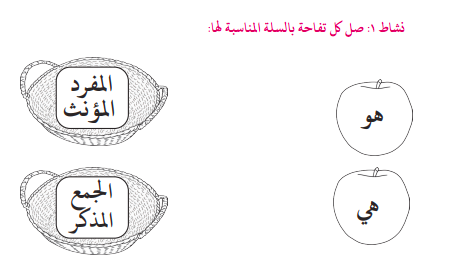 نشاط ١: صل كل تفاحة بالسلة المناسبة لها:
هو
المفرد
المؤنث
هي
الجمع
المذكر